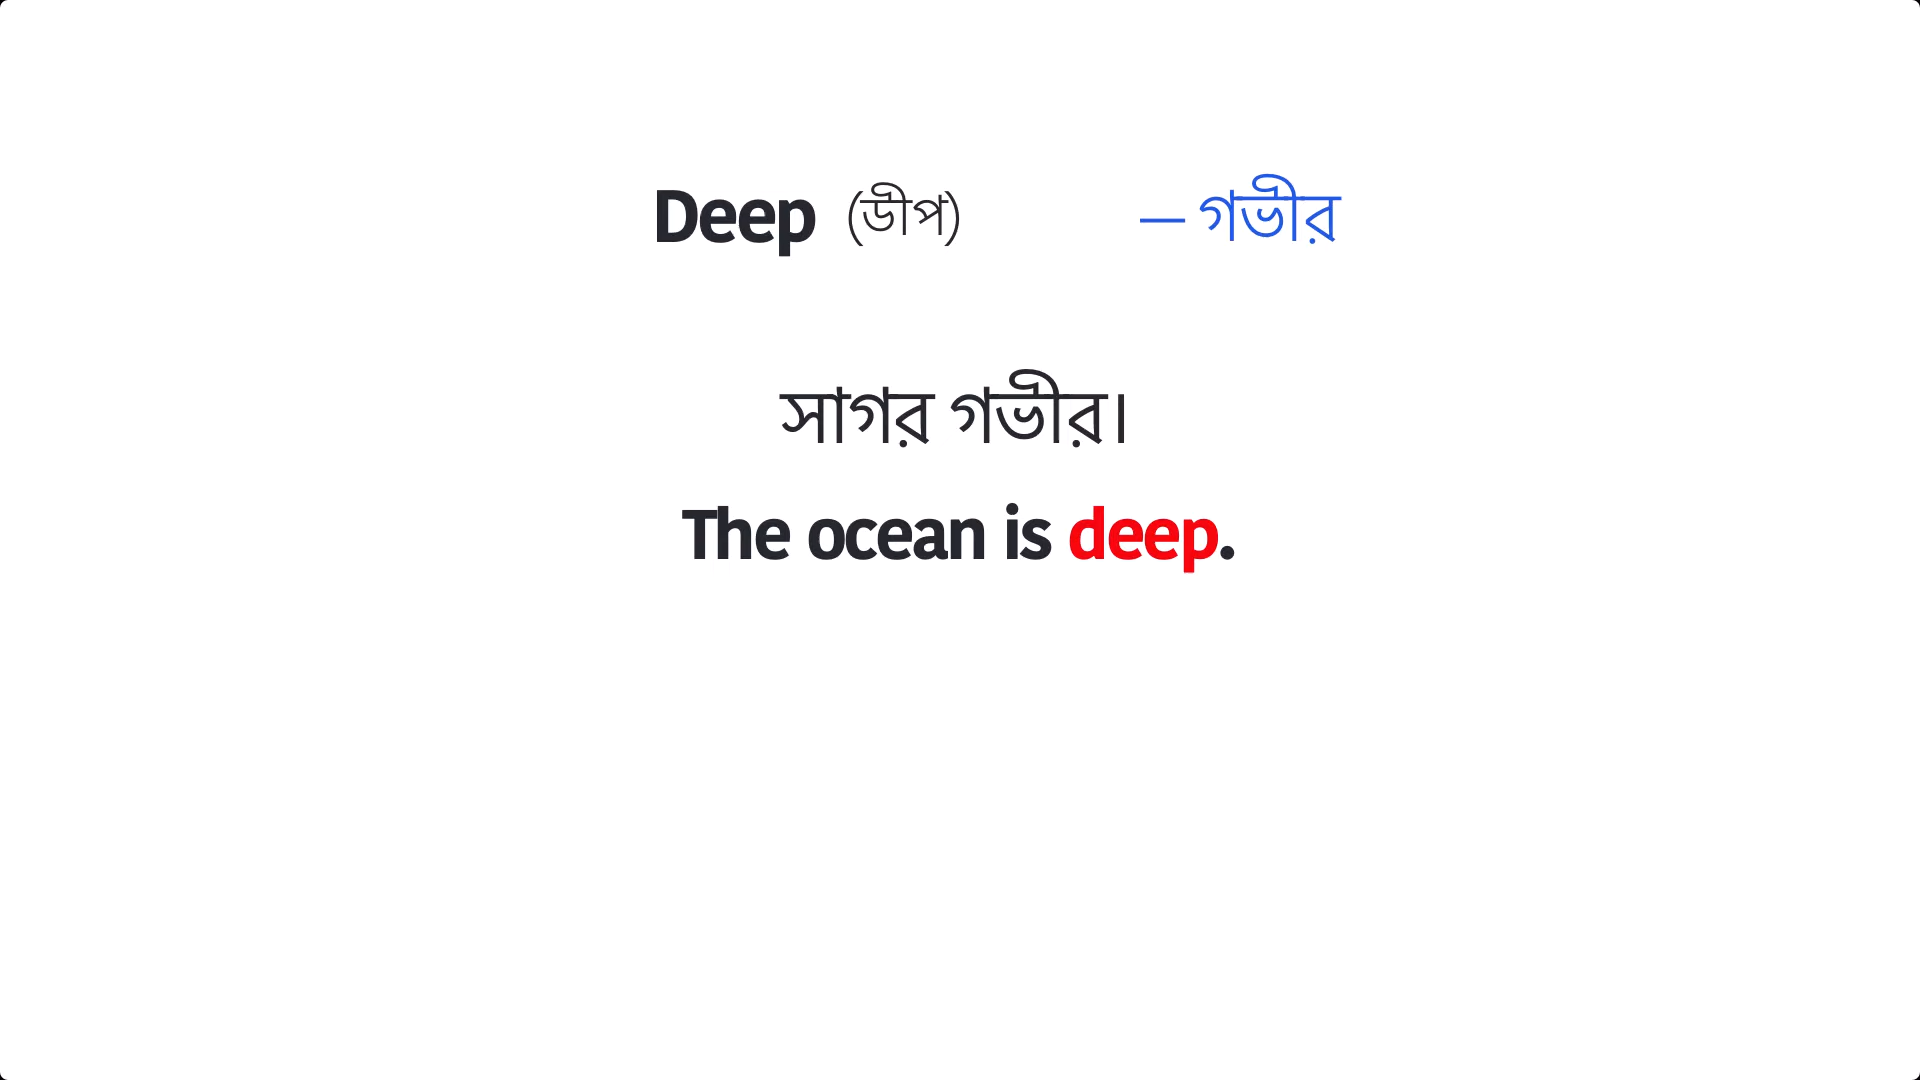 Deep (ডীপ) – গভীর
সাগর গভীর।
The ocean is deep.